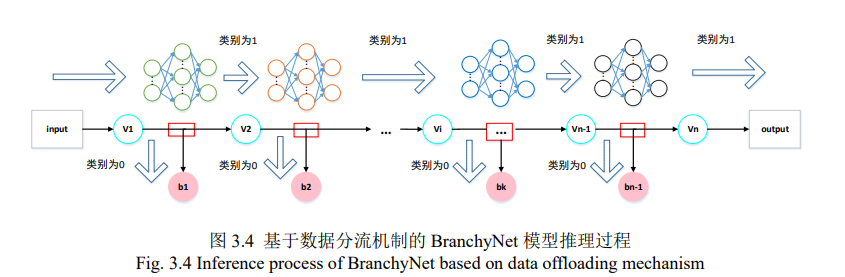 类别为1
类别为1
类别为1
类别为1
input
V1
V2
...
Vi
...
Vn-1
Vn
output
类别为0
类别为0
类别为0
类别为0
b1
b2
bk
bn-1
图 3.4 基于数据分流机制的 BranchyNet 模型推理过程
Fig. 3.4 Inference process of BranchyNet based on data offloading mechanism